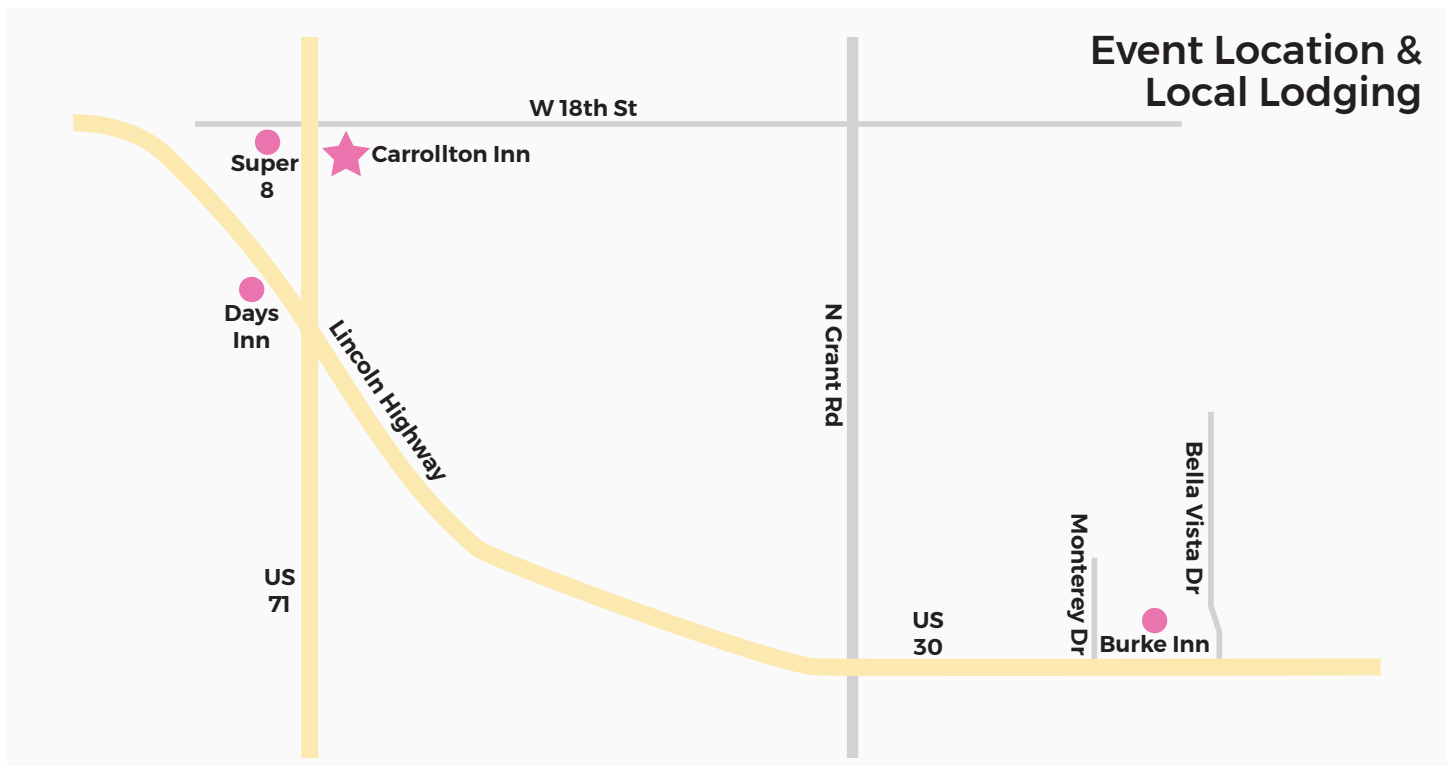 Event Location &
Local Lodging
W 18th St
Super
8
Carrollton Inn
Days
Inn
Lincoln Highway
N Grant Rd
Bella Vista Dr
Monterey Dr
US
71
US
30
Burke Inn